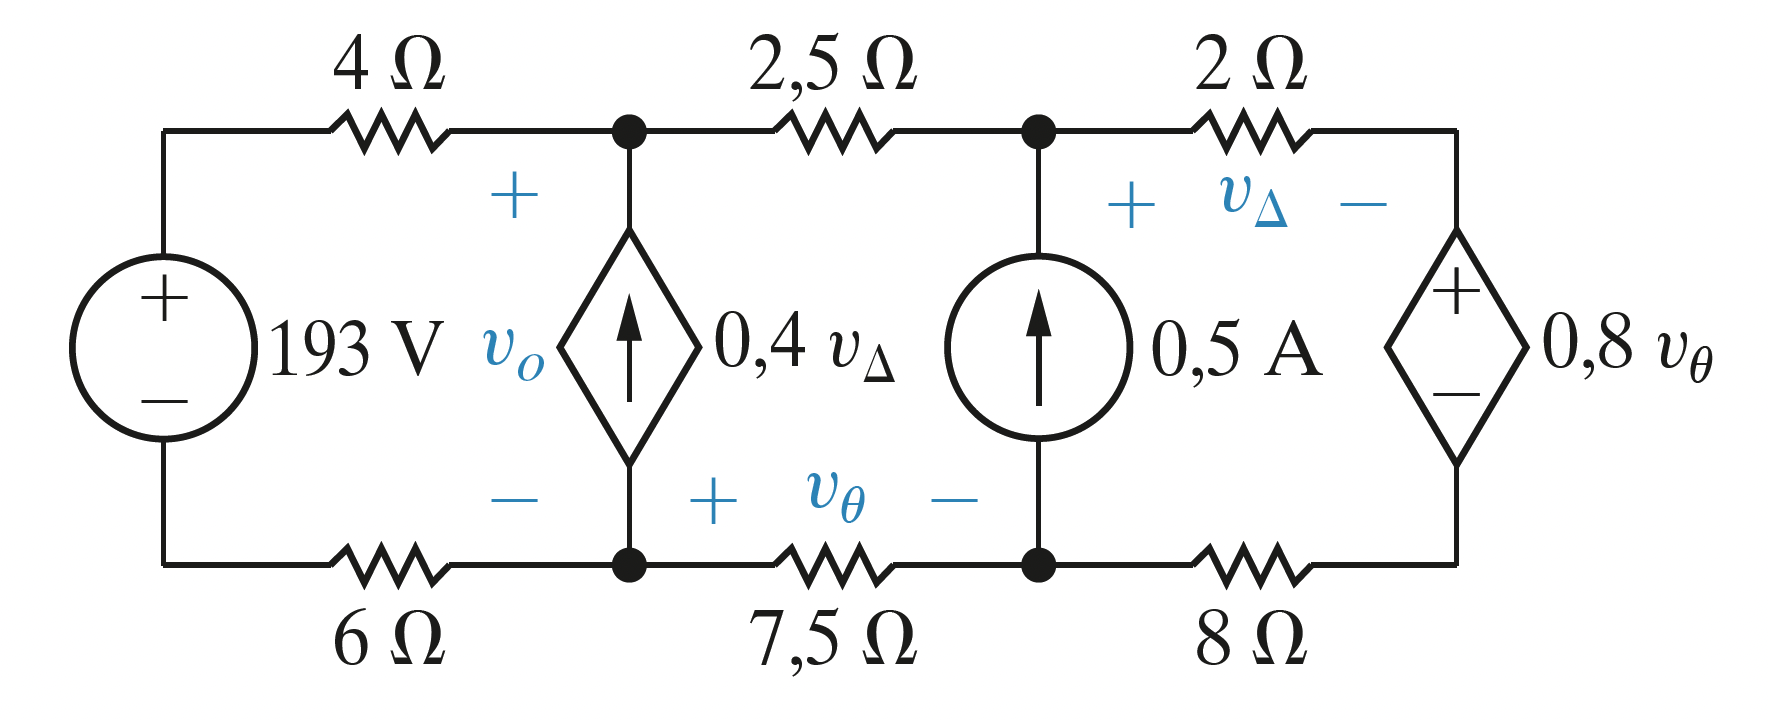 4 Ω 2,5 Ω 2 Ω
+ + v_Δ −
+ 193 V v_o 0,4 v_Δ 0,5 A + 0,8 v_θ
− −
− + v_θ −
6 Ω 7,5 Ω 8 Ω